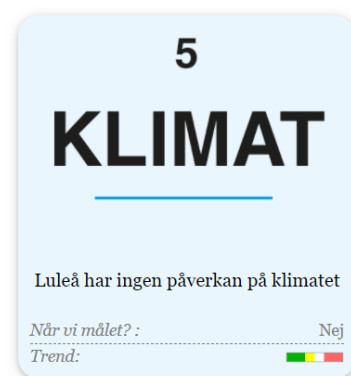 5
KLIMAT
Luleå har ingen påverkan på klimatet
Når vi målet? : Nej
Trend: